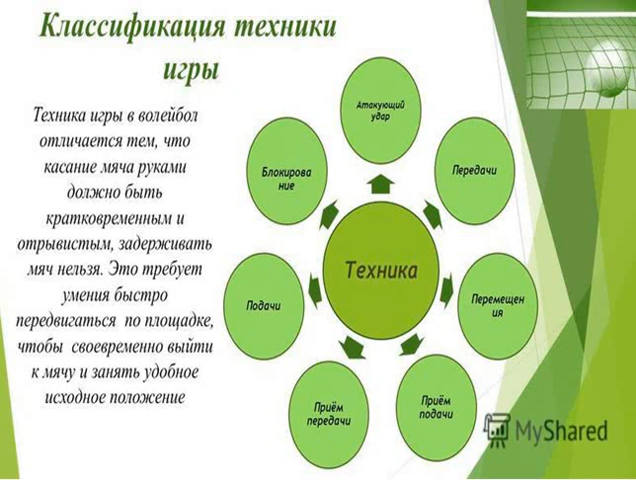 Классификация техники
игры
Техника игры в волейбол
отличается тем, что
касание мяча руками
должно быть
кратковременным и
отрывистым, задерживать
мяч нельзя. Это требует
умения быстро
передвигаться по площадке,
чтобы своевременно выйти
к мячу и занять удобное
исходное положение
Атакующий
удар
Передачи
Перемещен
ия
Приём
подачи
Приём
передачи
Подачи
Блокирова
ние
Техника
MyShared